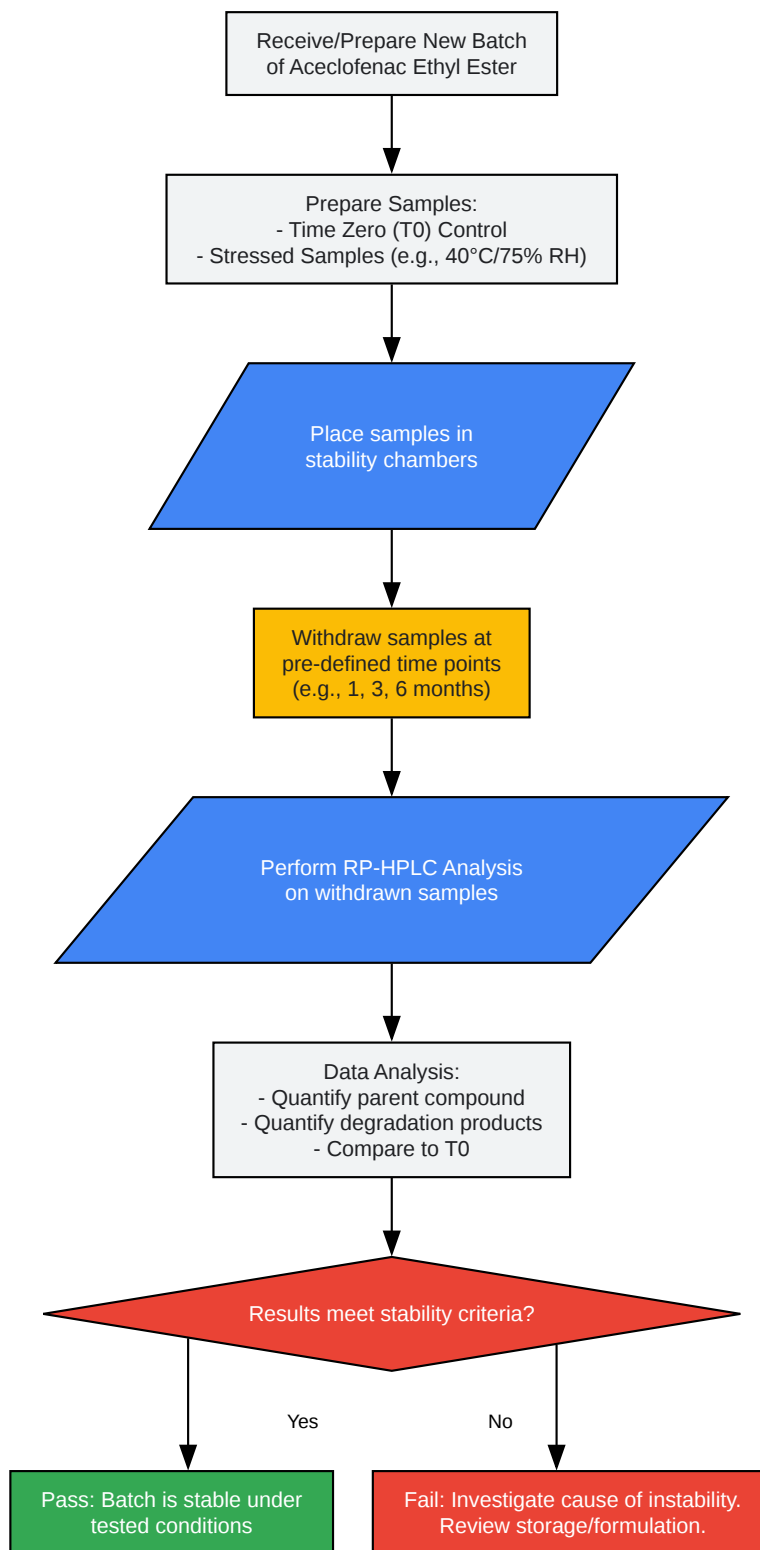 Receive/Prepare New Batch
of Aceclofenac Ethyl Ester
Prepare Samples:
- Time Zero (T0) Control
- Stressed Samples (e.g., 40°C/75% RH)
Place samples in
stability chambers
Withdraw samples at
pre-defined time points
(e.g., 1, 3, 6 months)
Perform RP-HPLC Analysis
on withdrawn samples
Data Analysis:
- Quantify parent compound
- Quantify degradation products
- Compare to T0
Results meet stability criteria?
Yes
No
Pass: Batch is stable under
tested conditions
Fail: Investigate cause of instability.
Review storage/formulation.